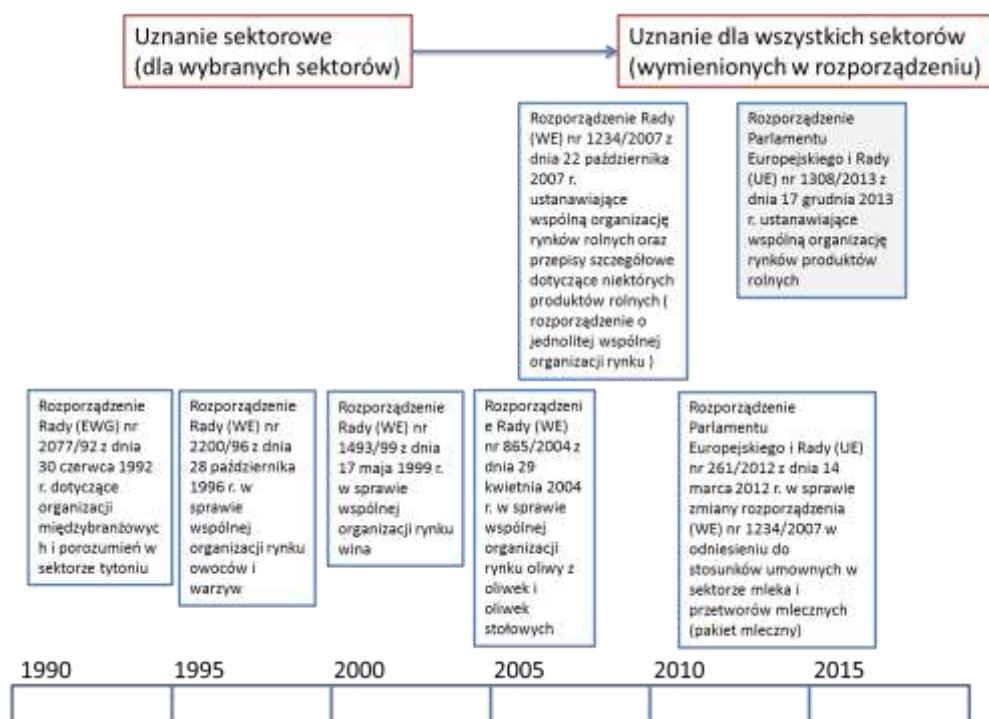 Uznanie sektorowe
(dla wybranych sektorów)
Uznanie dla wszystkich sektorów
(wymienionych w rozporządzeniu)
Rozporządzenie Rady
(WE) nr 1234/2007 z
dnia 22 października
2007 r.
ustanawiające
wspólną organizację
rynków rolnych oraz
przepisy szczegółowe
dotyczące niektórych
produktów rolnych (
rozporządzenie o
jednolitej wspólnej
organizacji rynku )
Rozporządzenie
Parlamentu
Europejskiego i Rady
(UE) nr 1308/2013 z
dnia 17 grudnia 2013
r. ustanawiające
wspólną organizację
rynków produktów
rolnych
Rozporządzenie
Rady (EWG) nr
2077/92 z dnia
30 czerwca 1992
r. dotyczące
organizacji
międzybranżowyc
h i porozumień w
sektorze tytoniu
Rozporządzenie
Rady (WE) nr
2200/96 z dnia
28 października
1996 r. w
sprawie
wspólnej
organizacji rynku
owoców i
warzyw
Rozporządzenie
Rady (WE) nr
1493/99 z dnia
17 maja 1999 r.
w sprawie
wspólnej
organizacji rynku
wina
Rozporządzeni
e Rady (WE)
nr 865/2004 z
dnia 29
kwietnia 2004
r. w sprawie
wspólnej
organizacji
rynku oliwy z
oliwek i
oliwek
stołowych
Rozporządzenie
Parlamentu
Europejskiego i Rady (UE)
nr 261/2012 z dnia 14
marca 2012 r. w sprawie
zmiany rozporządzenia
(WE) nr 1234/2007 w
odniesieniu do
stosunków umownych w
sektorze mleka i
przetworów mlecznych
(pakiet mleczny)
1990
1995
2000
2005
2010
2015